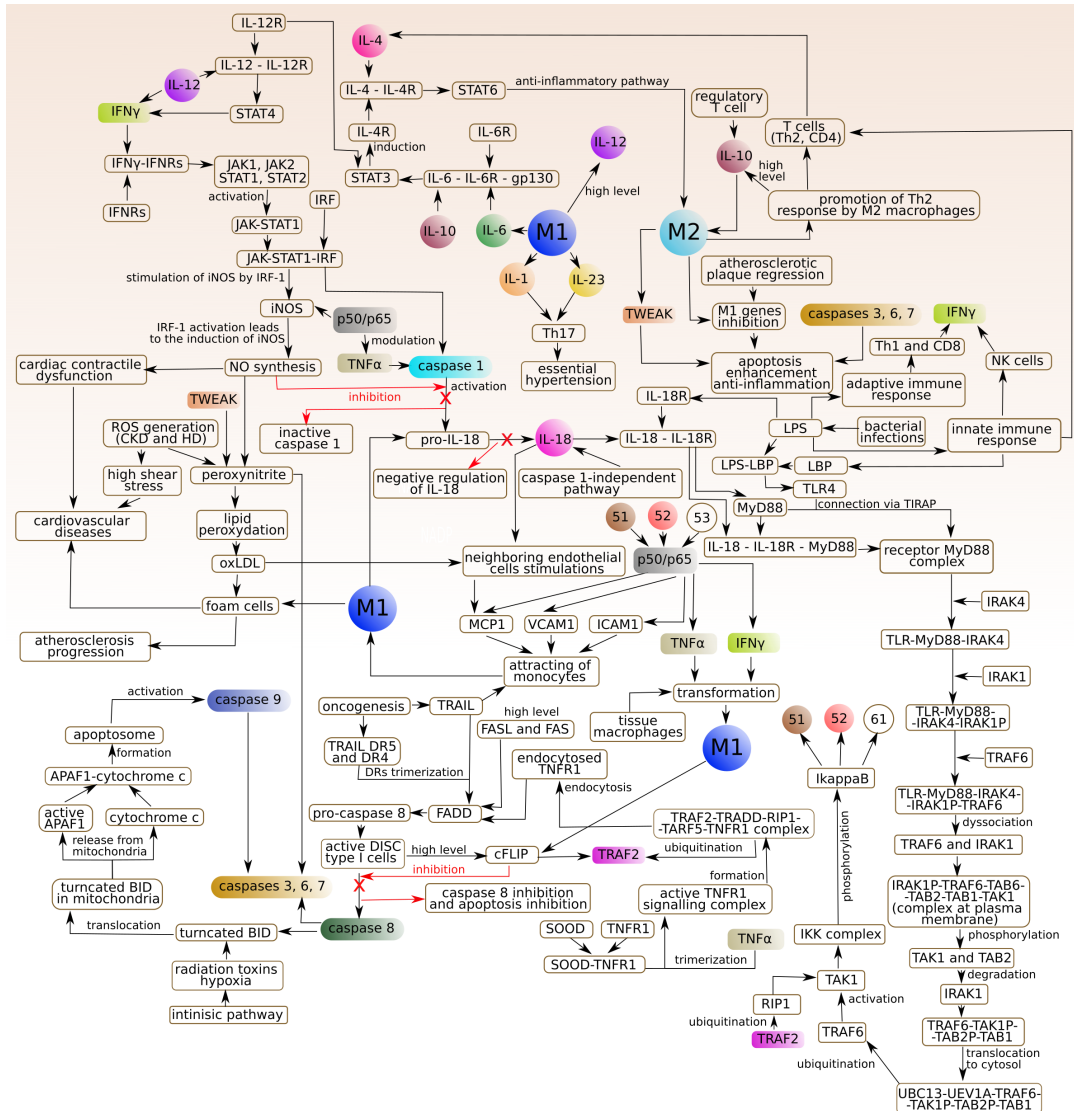 IL-12R
IL-4
IL-12 - IL-12R
IL-12
IFNγ
STAT4
IL-4 - IL-4R
STAT6
anti-inflammatory pathway
regulatory
T cell
T cells
(Th2, CD4)
IL-4R
induction
IL-6R
IL-12
IL-10
high
level
IFNγ-IFNRs
JAK1, JAK2
STAT1, STAT2
STAT3
IL-6 - IL-6R - gp130
high level
promotion of Th2
response by M2 macrophages
IFNRs
activation
IRF
JAK-STAT1
IL-10
IL-6
M1
M2
JAK-STAT1-IRF
stimulation of iNOS by IRF-1
IL-1
IL-23
atherosclerotic
plaque regression
iNOS
p50/p65
TWEAK
M1 genes
inhibition
caspases 3, 6, 7
IFNγ
IRF-1 activation leads
to the induction of iNOS
modulation
Th17
Th1 and CD8
NK cells
cardiac contractile
dysfunction
NO synthesis
TNFα
caspase 1
essential
hypertension
apoptosis
enhancement
anti-inflammation
adaptive immune
response
inhibition
activation
X
TWEAK
IL-18R
ROS generation
(CKD and HD)
inactive
caspase 1
pro-IL-18
X
IL-18
IL-18 - IL-18R
LPS
bacterial
infections
innate immune
response
high shear
stress
peroxynitrite
negative regulation
of IL-18
caspase 1-independent
pathway
LPS-LBP
LBP
TLR4
cardiovascular
diseases
lipid
peroxydation
51
52
53
MyD88
connection via TIRAP
oxLDL
neighboring endothelial
cells stimulations
p50/p65
IL-18 - IL-18R - MyD88
receptor MyD88
complex
foam cells
M1
MCP1
VCAM1
ICAM1
IRAK4
atherosclerosis
progression
TNFα
IFNγ
TLR-MyD88-IRAK4
attracting of
monocytes
IRAK1
activation
caspase 9
oncogenesis
TRAIL
transformation
high level
FASL and FAS
tissue
macrophages
51
52
61
TLR-MyD88-
-IRAK4-IRAK1P
apoptosome
TRAIL DR5
and DR4
M1
formation
DRs trimerization
endocytosed
TNFR1
TRAF6
APAF1-cytochrome c
endocytosis
IkappaB
TLR-MyD88-IRAK4-
-IRAK1P-TRAF6
active
APAF1
cytochrome c
pro-caspase 8
FADD
TRAF2-TRADD-RIP1-
-TARF5-TNFR1 complex
dyssociation
release from
mitochondria
active DISC
type I cells
high level
cFLIP
TRAF2
ubiquitination
TRAF6 and IRAK1
phosphorylation
inhibition
formation
turncated BID
in mitochondria
caspases 3, 6, 7
X
caspase 8 inhibition
and apoptosis inhibition
active TNFR1
signalling complex
IRAK1P-TRAF6-TAB6-
-TAB2-TAB1-TAK1
(complex at plasma
membrane)
translocation
turncated BID
caspase 8
SOOD
TNFR1
TNFα
IKK complex
phosphorylation
TAK1 and TAB2
SOOD-TNFR1
trimerization
radiation toxins
hypoxia
TAK1
degradation
IRAK1
intinisic pathway
RIP1
activation
ubiquitination
TRAF2
TRAF6
TRAF6-TAK1P-
-TAB2P-TAB1
translocation
to cytosol
ubiquitination
UBC13-UEV1A-TRAF6-
-TAK1P-TAB2P-TAB1